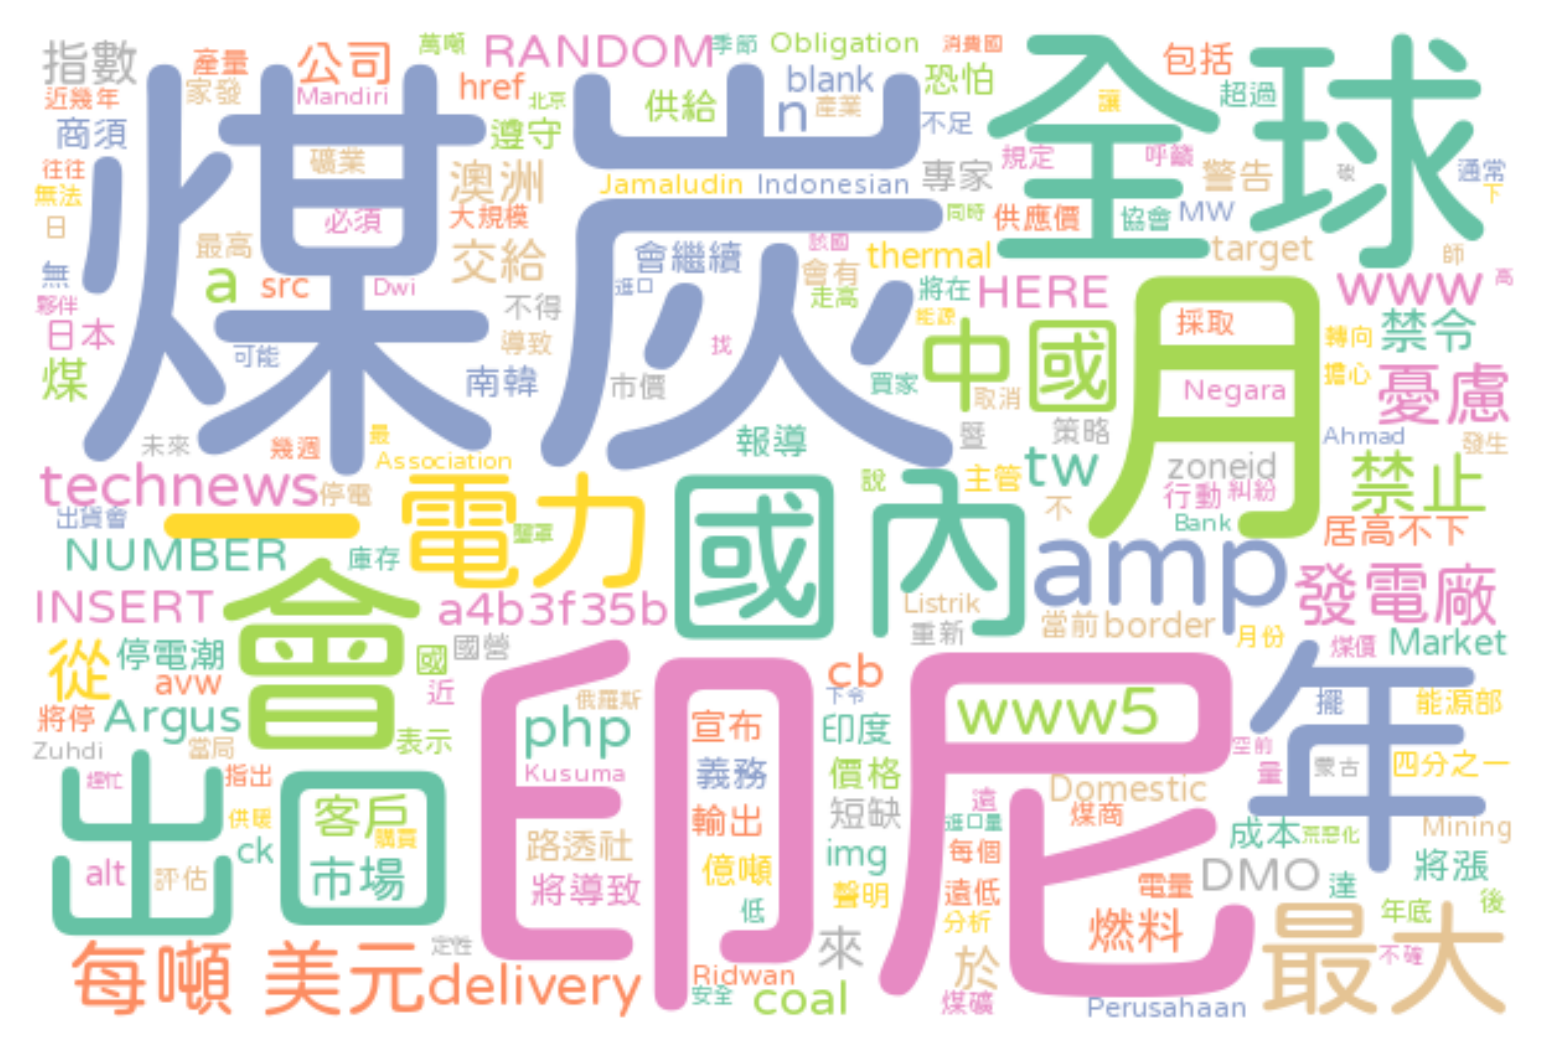 指數
產量
公司
萬噸
RANDOM
季節
Obligation
消費國
全球
包括
近幾年
家發
Mandiri
href
北京
供給
blank
n
產業
恐怕
讓
超過
商須
煤炭
遵守
不足
礦業
往往
澳洲
Jamaludin
Indonesian
專家
規定
呼籲
警告
通常
下
無法
必須
大規模
同時
供應價
協會
MW
日
最高
交給
會繼續
該國
thermal
target
師
無
a
src
Dwi
進口
會有
走高
將在
HERE
www
高
夥伴
不得
能源
月
採取
轉向
禁令
日本
可能
導致
找
中國
煤
南韓
市價
買家
取消
Negara
擔心
憂慮
未來
幾週
最
報導
暨
策略
Ahmad
發生
Association
technews
停電
一
電力
國內
說
主管
tw
zoneid
禁止
出貨會
不
行動
糾紛
Bank
居高不下
NUMBER
庫存
籠罩
amp
INSERT
會
a4b3f35b
Listrik
重新
當前
border
發電廠
從
停電潮
國
國營
月份
煤價
Market
avw
近
印尼
俄羅斯
cb
下令
www5
年
擺
能源部
將停
Argus
表示
php
宣布
印度
空前
Zuhdi
當局
出口
指出
Kusuma
義務
價格
量
蒙古
四分之一
供暖
客戶
購買
輸出
短缺
遠
Domestic
煤商
進口量
成本
Mining
ck
市場
路透社
億噸
img
每個
alt
評估
將導致
聲明
遠低
電量
DMO
達
將漲
低
分析
燃料
最大
年底
後
每噸
美元
定性
delivery
Ridwan
來
於
不確
安全
coal
煤礦
Perusahaan